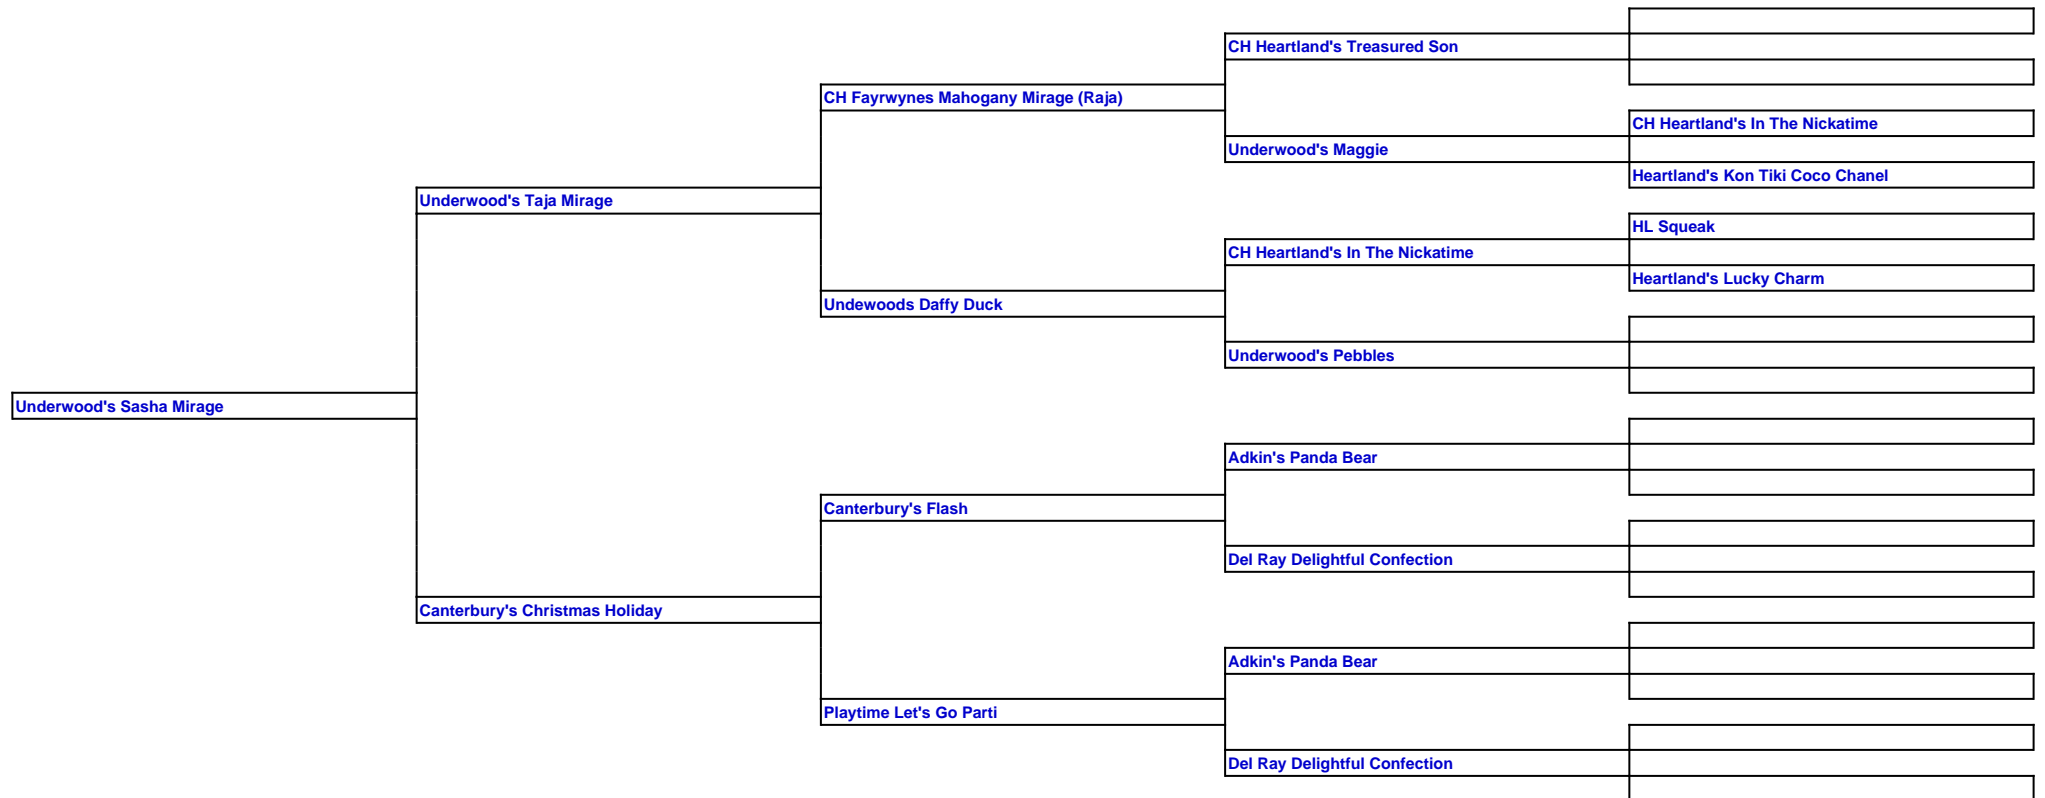 CH Heartland's Treasured Son
CH Fayrwynes Mahogany Mirage (Raja)
CH Heartland's In The Nickatime
Underwood's Maggie
Heartland's Kon Tiki Coco Chanel
Underwood's Taja Mirage
HL Squeak
CH Heartland's In The Nickatime
Heartland's Lucky Charm
Undewoods Daffy Duck
Underwood's Pebbles
Underwood's Sasha Mirage
Adkin's Panda Bear
Canterbury's Flash
Del Ray Delightful Confection
Canterbury's Christmas Holiday
Adkin's Panda Bear
Playtime Let's Go Parti
Del Ray Delightful Confection